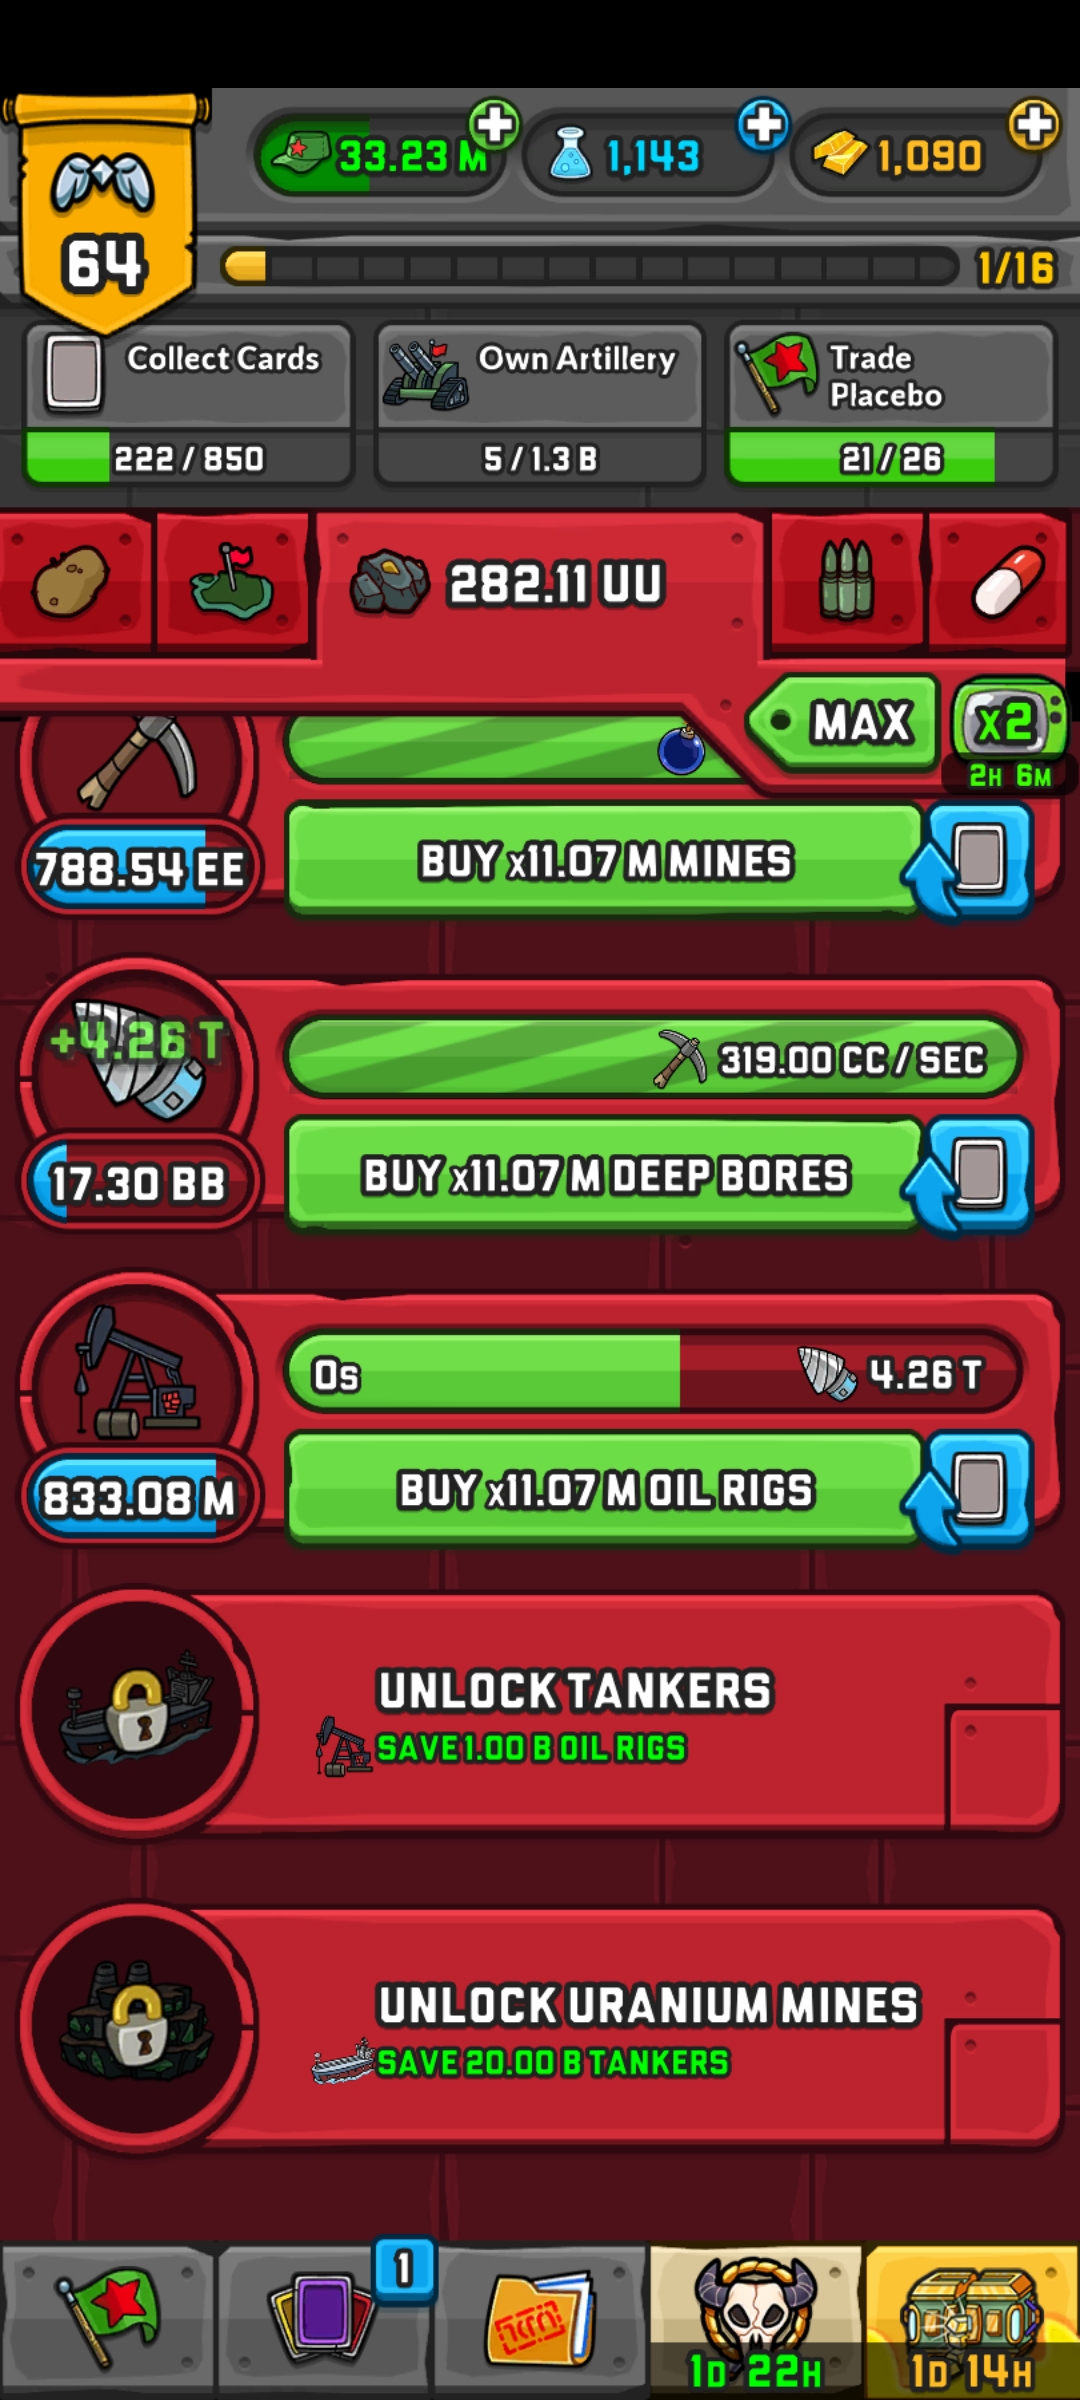 33.23 M
1,143
1,090
64
1/16
Collect Cards
222 / 850
Own Artillery
5 / 1.3 B
Trade
Placebo
21 / 26
282.11 UU
MAX
x2
2H 6M
788.54 EE
BUY x11.07 M MINES
+4.26 T
319.00 CC / SEC
17.30 BB
BUY x11.07 M DEEP BORES
0s
4.26 T
833.08 M
BUY x11.07 M OIL RIGS
UNLOCK TANKERS
SAVE 1.00 B OIL RIGS
UNLOCK URANIUM MINES
SAVE 20.00 B TANKERS
1
1D 22H
1D 14H